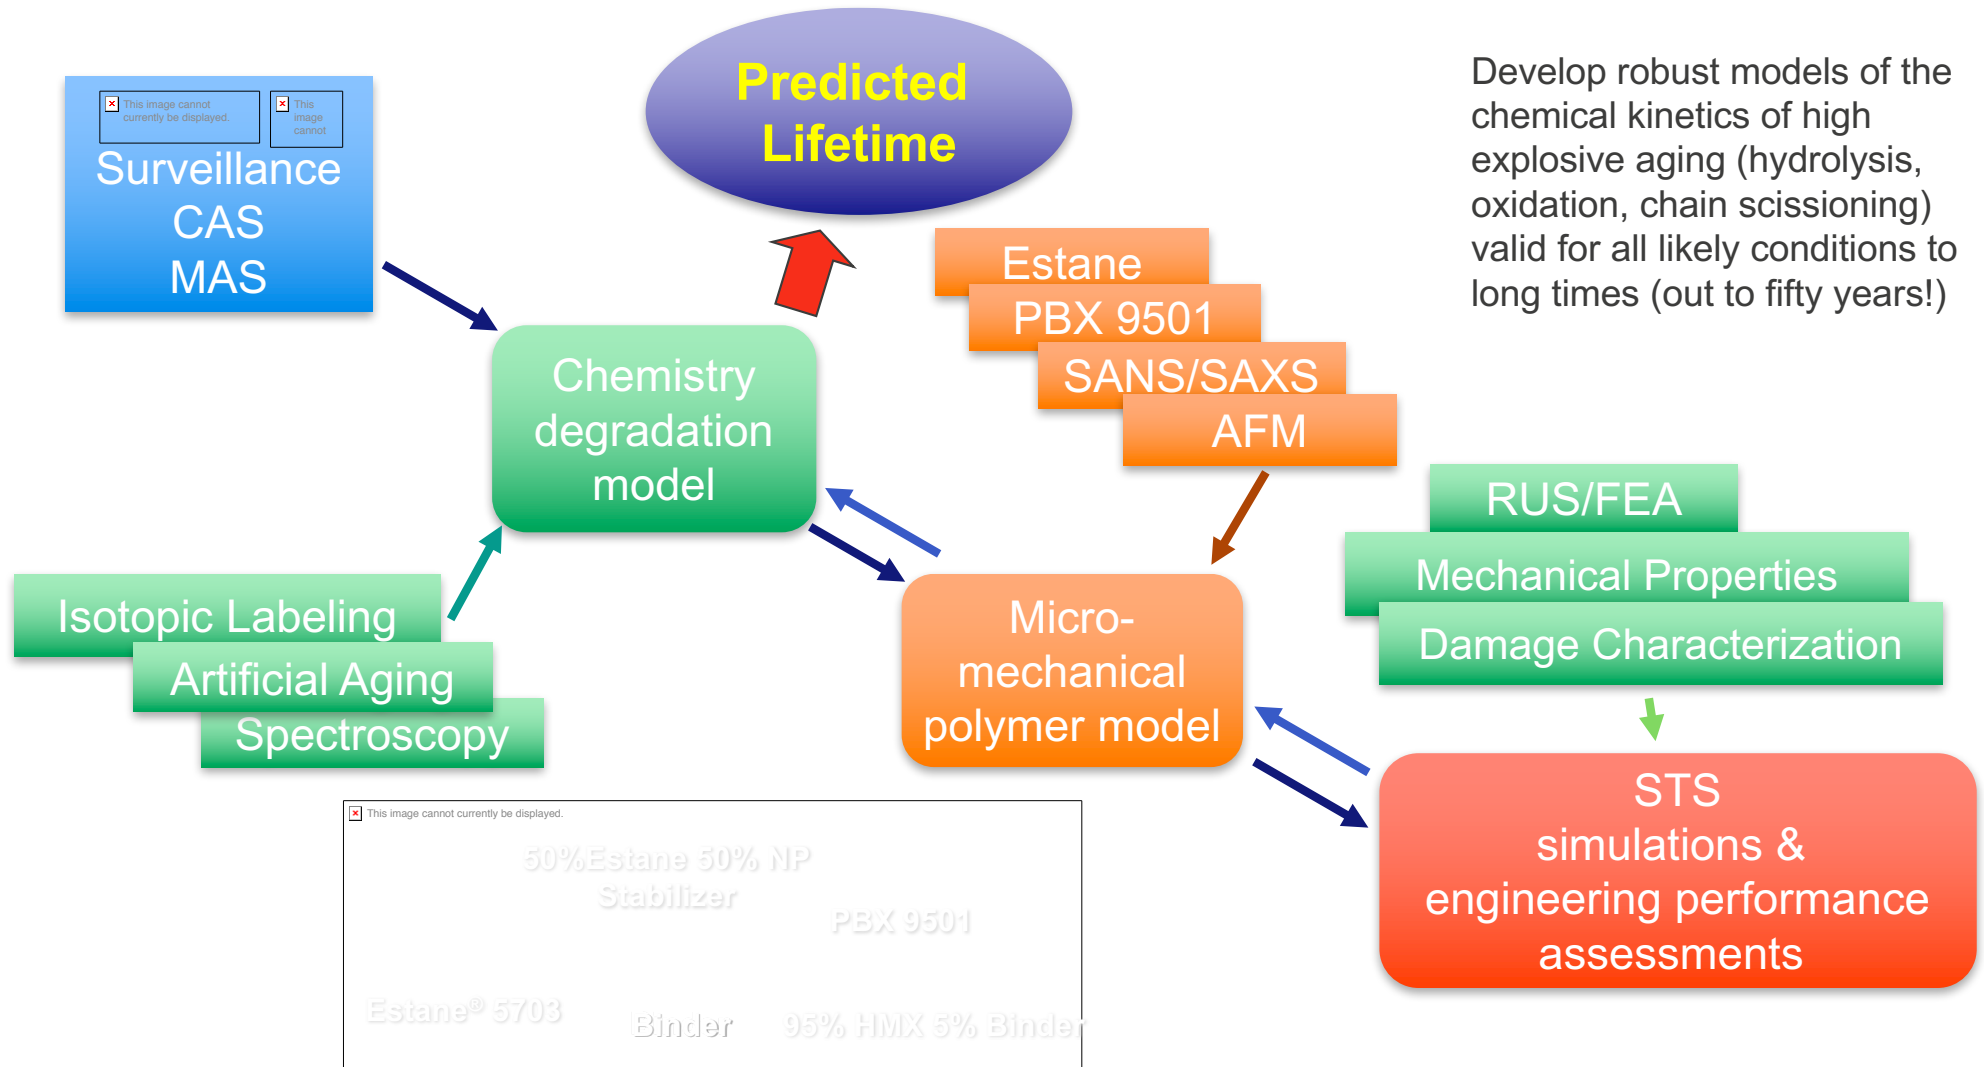 This image cannot
currently be displayed.
This
image
cannot
Surveillance
CAS
MAS
Predicted
Lifetime
Develop robust models of the
chemical kinetics of high
explosive aging (hydrolysis,
oxidation, chain scissioning)
valid for all likely conditions to
long times (out to fifty years!)
Estane
PBX 9501
SANS/SAXS
AFM
Chemistry
degradation
model
RUS/FEA
Mechanical Properties
Damage Characterization
Isotopic Labeling
Artificial Aging
Spectroscopy
Micro-
mechanical
polymer model
STS
simulations &
engineering performance
assessments
This image cannot currently be displayed.
50%Estane 50% NP
Stabilizer
PBX 9501
Estane® 5703
Binder
95% HMX 5% Binder